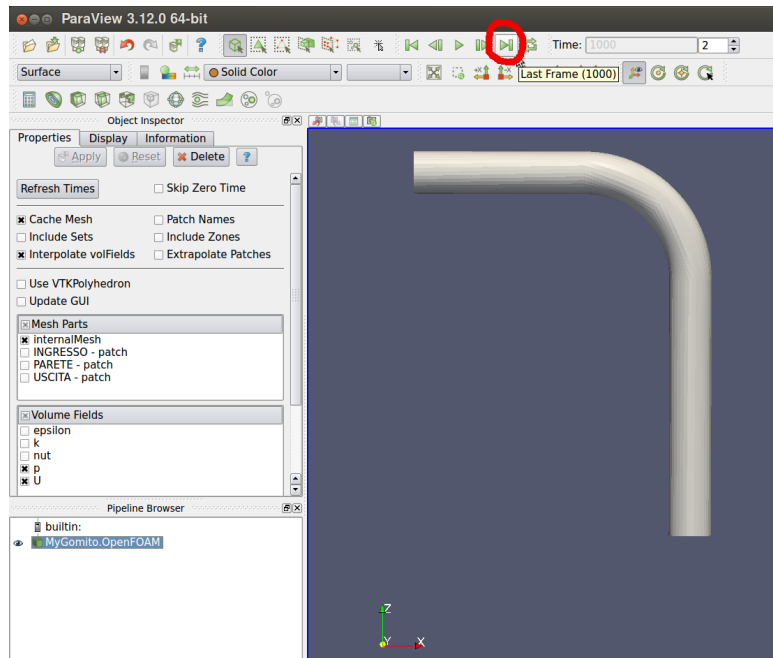 ParaView 3.12.0 64-bit
Time: 1000 2
Surface Solid Color
Last Frame (1000)
Object Inspector
Properties Display Information
Apply Reset Delete ?
Refresh Times Skip Zero Time
Cache Mesh Patch Names
Include Sets Include Zones
Interpolate volFields Extrapolate Patches
Use VTKPolyhedron
Update GUI
Mesh Parts
internalMesh
INGRESSO - patch
PARETE - patch
USCITA - patch
Volume Fields
epsilon
k
nut
p
U
Pipeline Browser
builtin:
MyGomito.OpenFOAM
Z
Y X